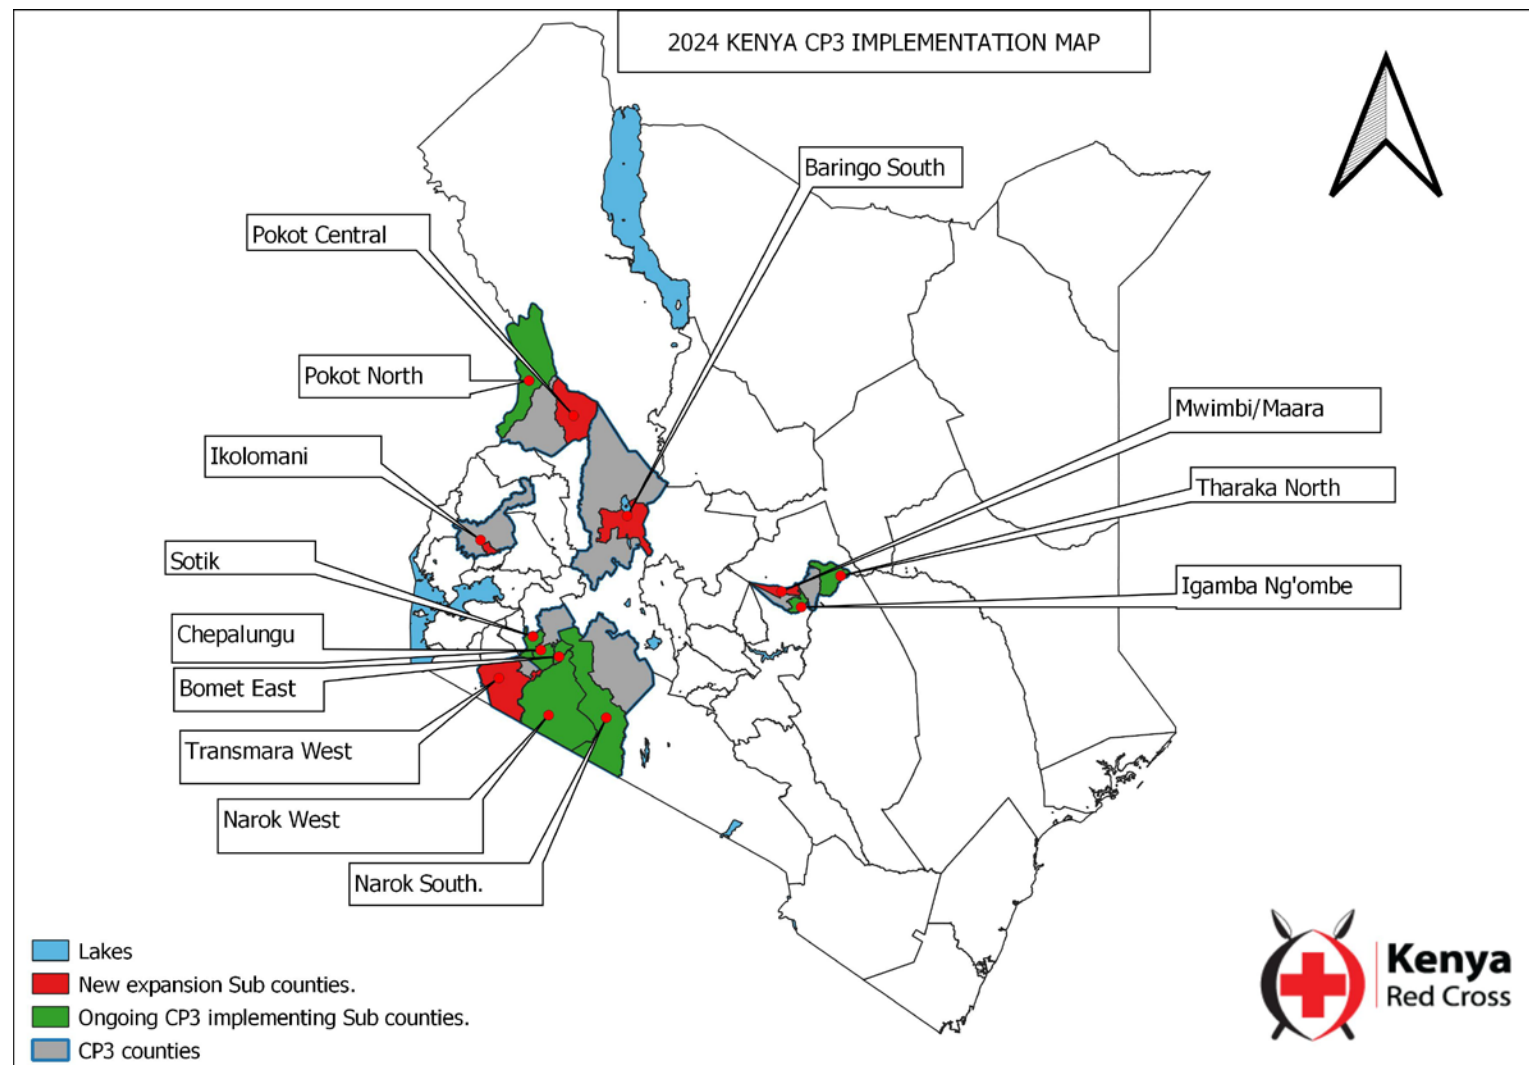 2024 KENYA CP3 IMPLEMENTATION MAP
Baringo South
Pokot Central
Pokot North
Mwimbi/Maara
Ikolomani
Tharaka North
Sotik
Igamba Ng'ombe
Chepalungu
Bomet East
Transmara West
Narok West
Narok South.
Lakes
New expansion Sub counties.
Ongoing CP3 implementing Sub counties.
CP3 counties
Kenya
Red Cross